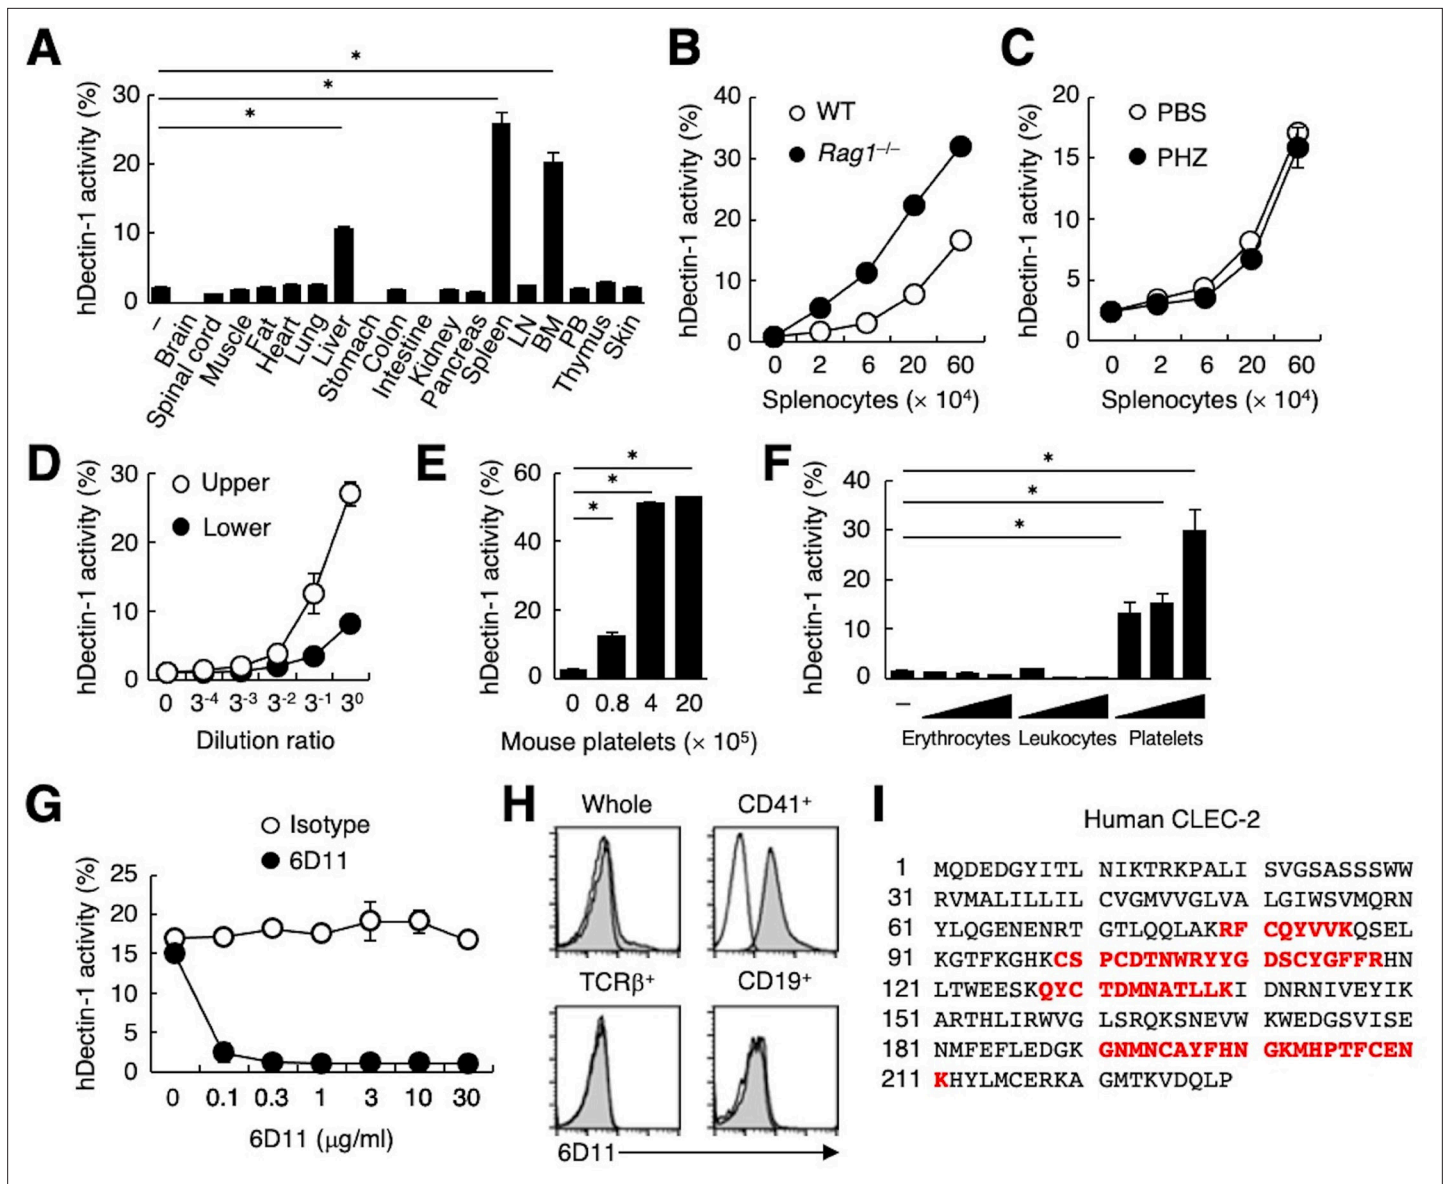 A
hDectin-1 activity (%)
30
20
10
0
*
*
*
–
Brain
Spinal cord
Muscle
Fat
Heart
Lung
Liver
Stomach
Colon
Intestine
Kidney
Pancreas
Spleen
LN
BM
PB
Thymus
Skin
B
hDectin-1 activity (%)
40
30
20
10
0
WT
Rag1–/–
0 2 6 20 60
Splenocytes (× 10⁴)
C
hDectin-1 activity (%)
20
15
10
5
0
PBS
PHZ
0 2 6 20 60
Splenocytes (× 10⁴)
D
hDectin-1 activity (%)
30
20
10
0
Upper
Lower
0 3⁻⁴ 3⁻³ 3⁻² 3⁻¹ 3⁰
Dilution ratio
E
hDectin-1 activity (%)
60
40
20
0
*
*
*
0 0.8 4 20
Mouse platelets (× 10⁵)
F
hDectin-1 activity (%)
40
30
20
10
0
*
*
*
–
Erythrocytes Leukocytes Platelets
G
Isotype
6D11
hDectin-1 activity (%)
25
20
15
10
5
0
0 0.1 0.3 1 3 10 30
6D11 (μg/ml)
H
Whole
CD41⁺
TCRβ⁺
CD19⁺
6D11
I
Human CLEC-2
1 MQDEDGYITL NIKTRKPALI SVGSASSSWW
31 RVMALILLIL CVGMVVGLVA LGIWSVMQRN
61 YLQGENENRT GTLQQLAKRF CQYVVKQSEL
91 KGTFKGHKCS PCDTNWRYYG DSCYGFFRHN
121 LTWEESKQYC TDMNATLLKI DNRNIVEYIK
151 ARTHLIRWVG LSRQKSNEVW KWEDGSVISE
181 NMFEFLEDGK GNMNCAYFHN GKMHPTFCEN
211 KHYLMCERKA GMTKVDQLP